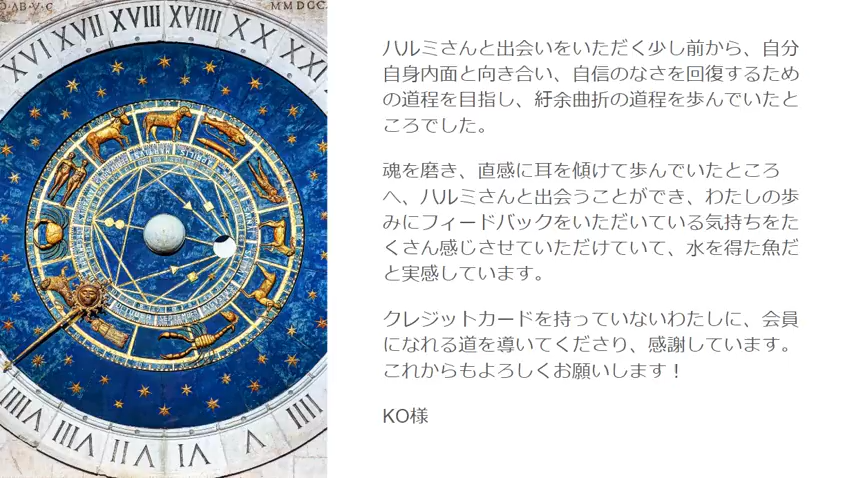 D·AB·V·C
MMDCC
XVI XVII XVIII XVIIII XX XXI
ハルミさんと出会いをいただく少し前から、自分
自身内面と向き合い、自信のなさを回復するため
の道程を目指し、紆余曲折の道程を歩んでいたと
ころでした。
魂を磨き、直感に耳を傾けて歩んでいたところ
へ、ハルミさんと出会うことができ、わたしの歩
みにフィードバックをいただいている気持ちをた
くさん感じさせていただけていて、水を得た魚だ
と実感しています。
クレジットカードを持っていないわたしに、会員
になれる道を導いてくださり、感謝しています。
これからもよろしくお願いします！
KO様
VIIII VIII VII VI V IIII